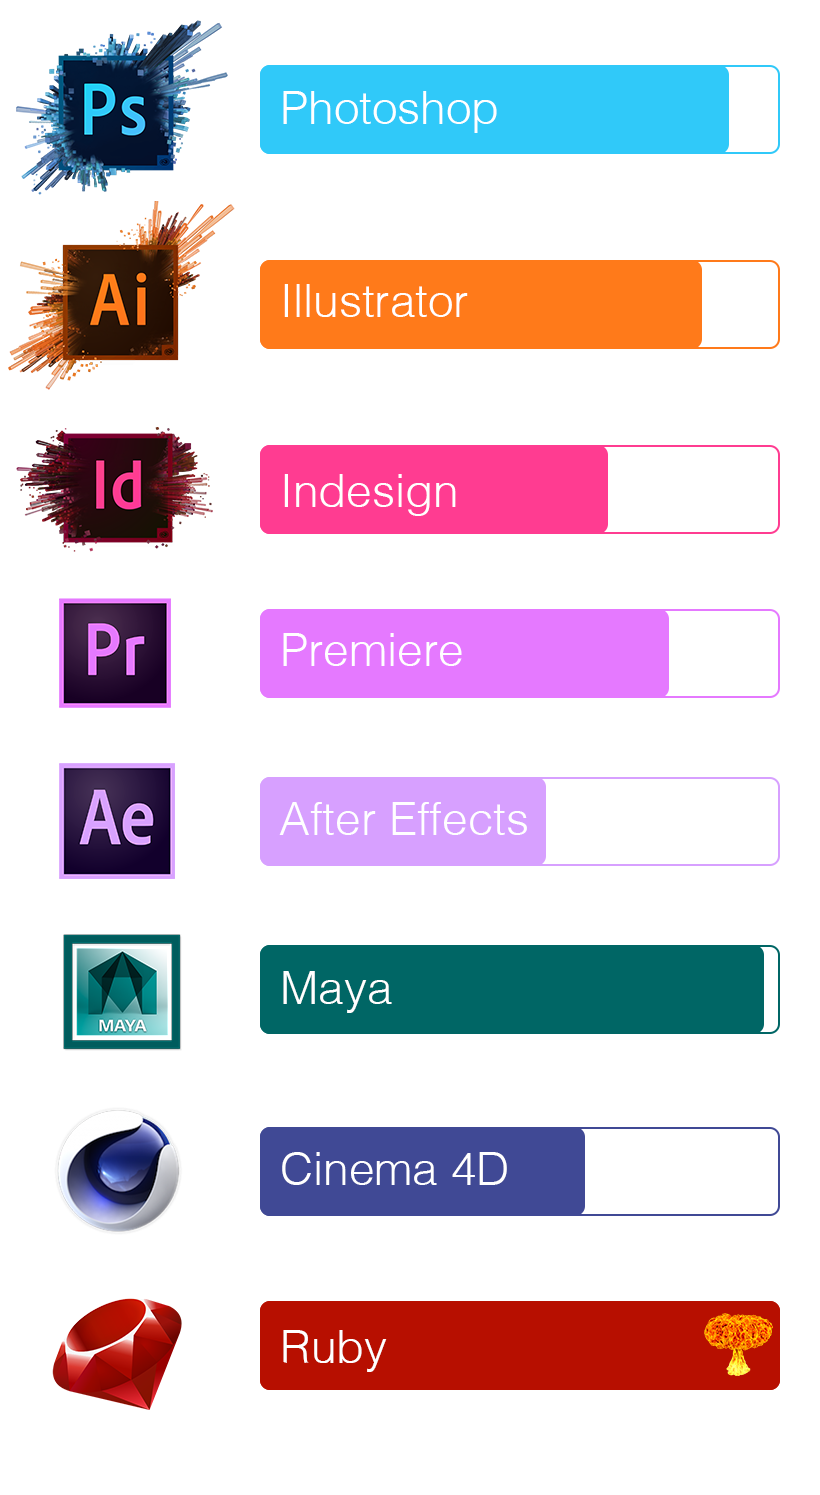 Ps
Photoshop
Ai
Illustrator
Id
Indesign
Pr
Premiere
Ae
After Effects
MAYA
Maya
Cinema 4D
Ruby